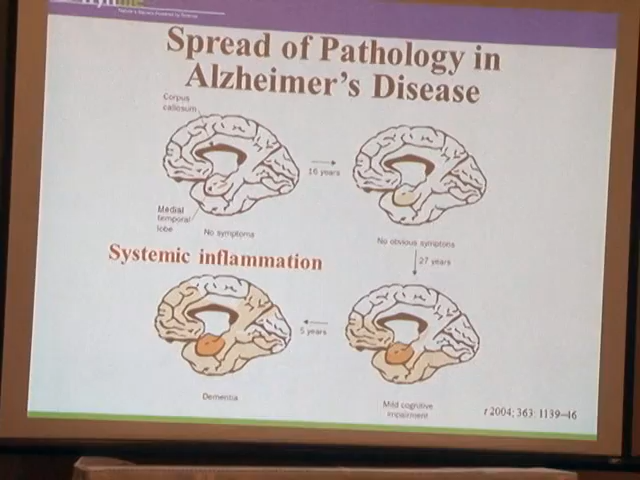 Spread of Pathology in
Alzheimer's Disease
Corpus
callosum
16 years
Medial
temporal
lobe
No symptoms
No obvious symptoms
Systemic inflammation
27 years
5 years
Dementia
Mild cognitive
impairment
r 2004; 363: 1139–46